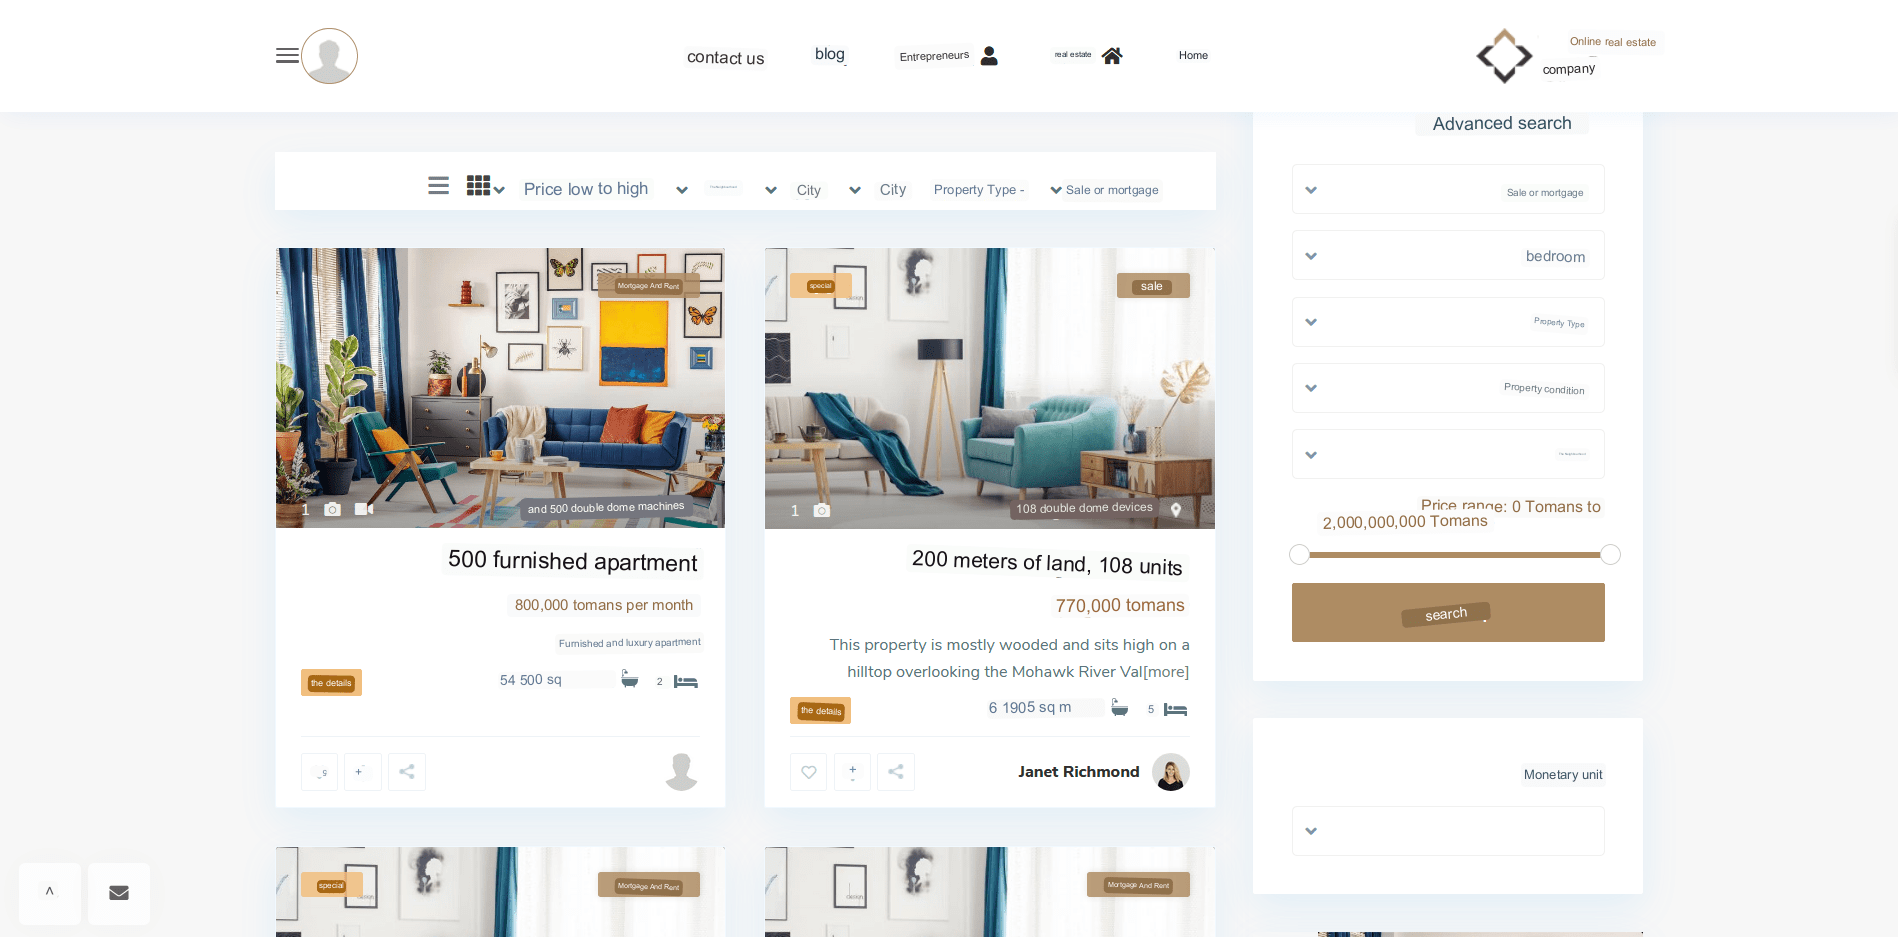 contact us
blog
Entrepreneurs
real estate
Home
Online real estate
company
Price low to high
City
City
Property Type -
Sale or mortgage
Advanced search
Sale or mortgage
bedroom
Property Type
Property condition
Price range: 0 Tomans to
2,000,000,000 Tomans
search
Monetary unit
Mortgage And Rent
1
and 500 double dome machines
500 furnished apartment
800,000 tomans per month
Furnished and luxury apartment
54 500 sq
2
the details
+
special
sale
1
108 double dome devices
200 meters of land, 108 units
770,000 tomans
This property is mostly wooded and sits high on a
hilltop overlooking the Mohawk River Val[more]
6 1905 sq m
5
the details
+
Janet Richmond
special
Mortgage And Rent
Mortgage And Rent
^